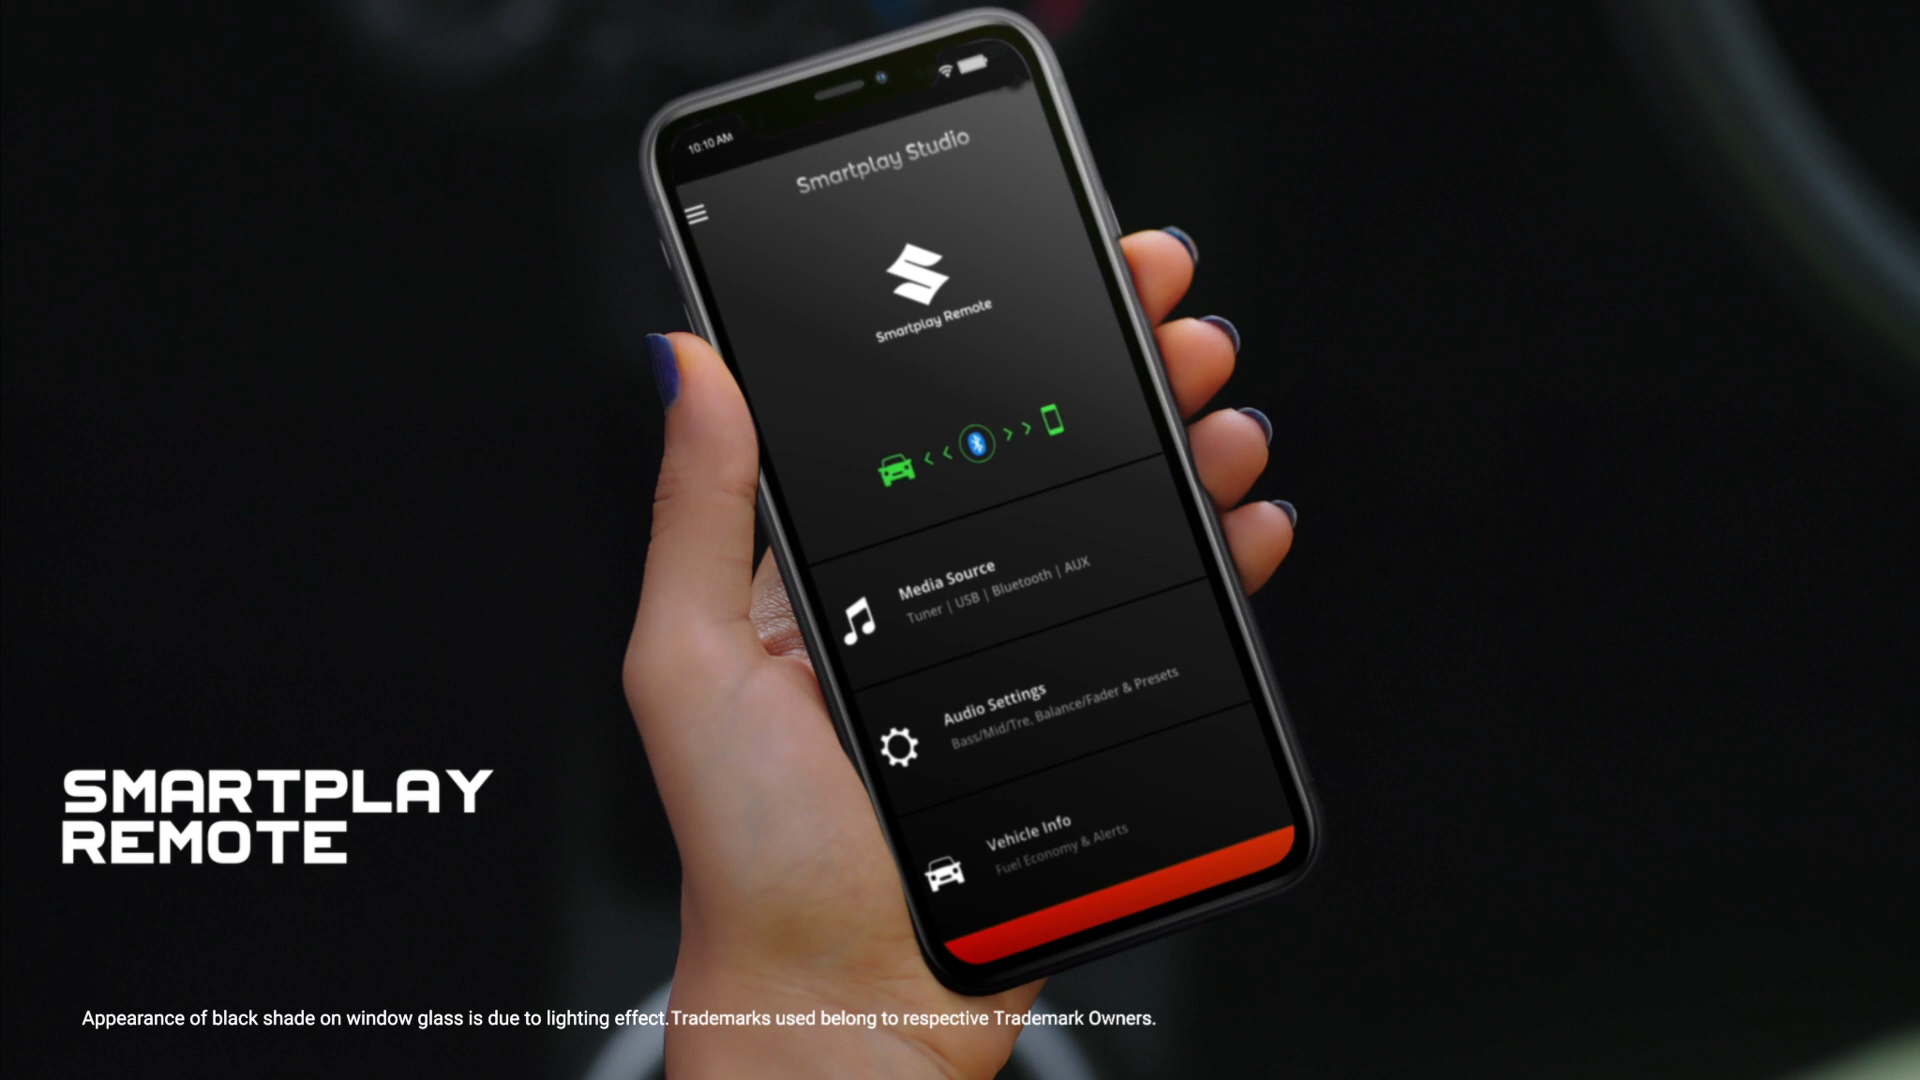 10:10 AM
Smartplay Studio
Smartplay Remote
Media Source
Tuner | USB | Bluetooth | AUX
Audio Settings
Bass/Mid/Tre, Balance/Fader & Presets
Vehicle Info
Fuel Economy & Alerts
SMARTPLAY
REMOTE
Appearance of black shade on window glass is due to lighting effect.Trademarks used belong to respective Trademark Owners.